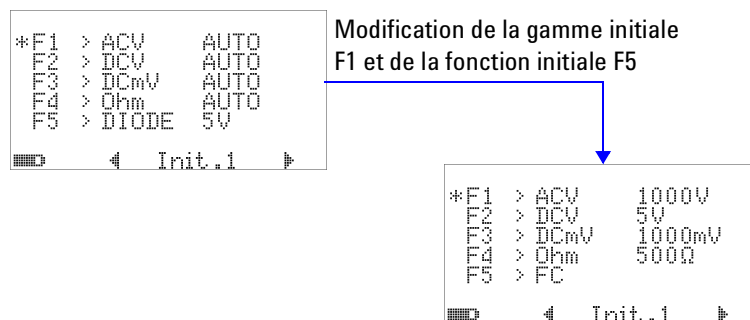 *F1 > ACV AUTO
F2 > DCV AUTO
F3 > DCmV AUTO
F4 > Ohm AUTO
F5 > DIODE 5V
Init.1
Modification de la gamme initiale
F1 et de la fonction initiale F5
*F1 > ACV 1000V
F2 > DCV 5V
F3 > DCmV 1000mV
F4 > Ohm 500Ω
F5 > FC
Init.1